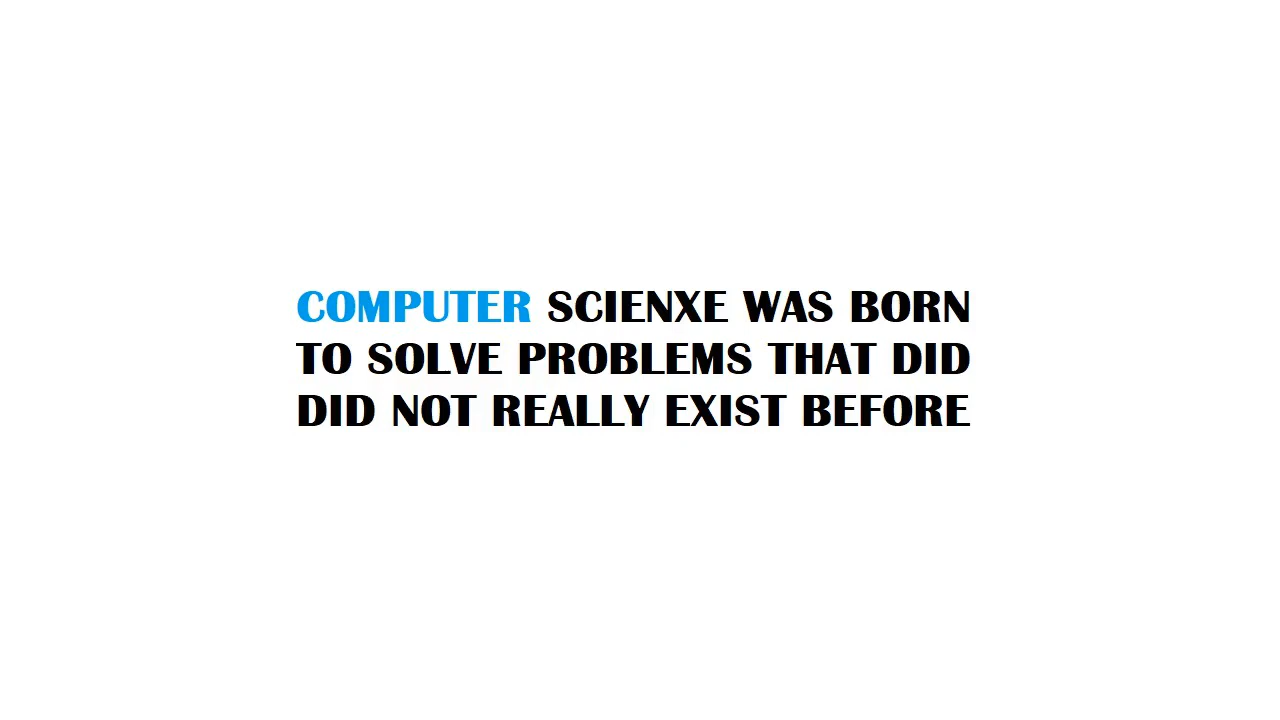 COMPUTER SCIENXE WAS BORN
TO SOLVE PROBLEMS THAT DID
DID NOT REALLY EXIST BEFORE